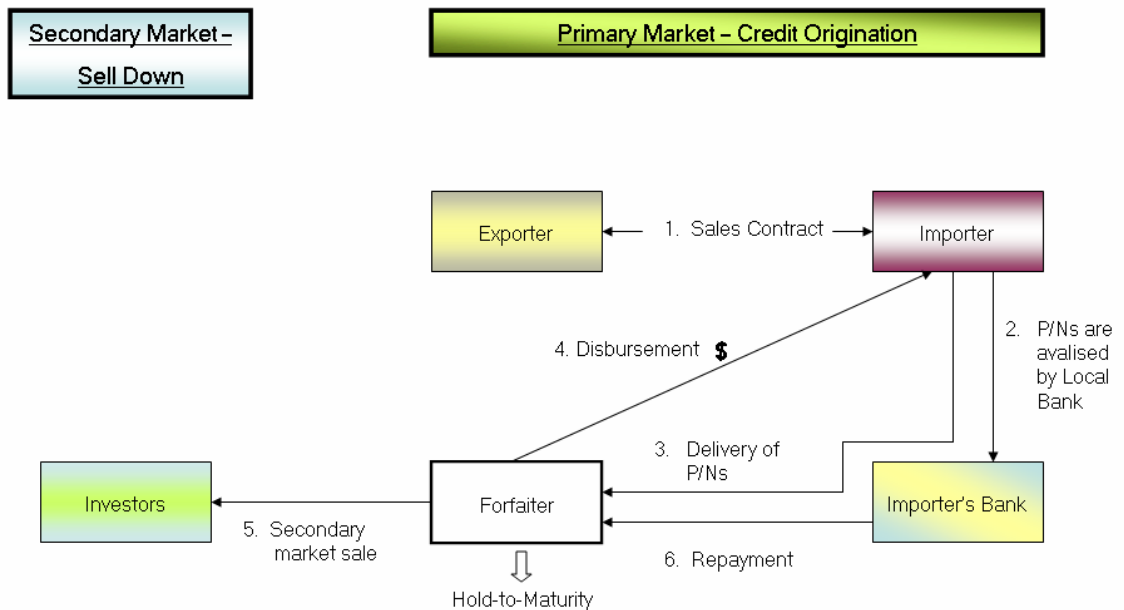 Secondary Market –
Sell Down
Primary Market – Credit Origination
Exporter
1. Sales Contract
Importer
4. Disbursement $
2. P/Ns are
avalised
by Local
Bank
3. Delivery of
P/Ns
Investors
Forfaiter
Importer's Bank
5. Secondary
market sale
6. Repayment
Hold-to-Maturity